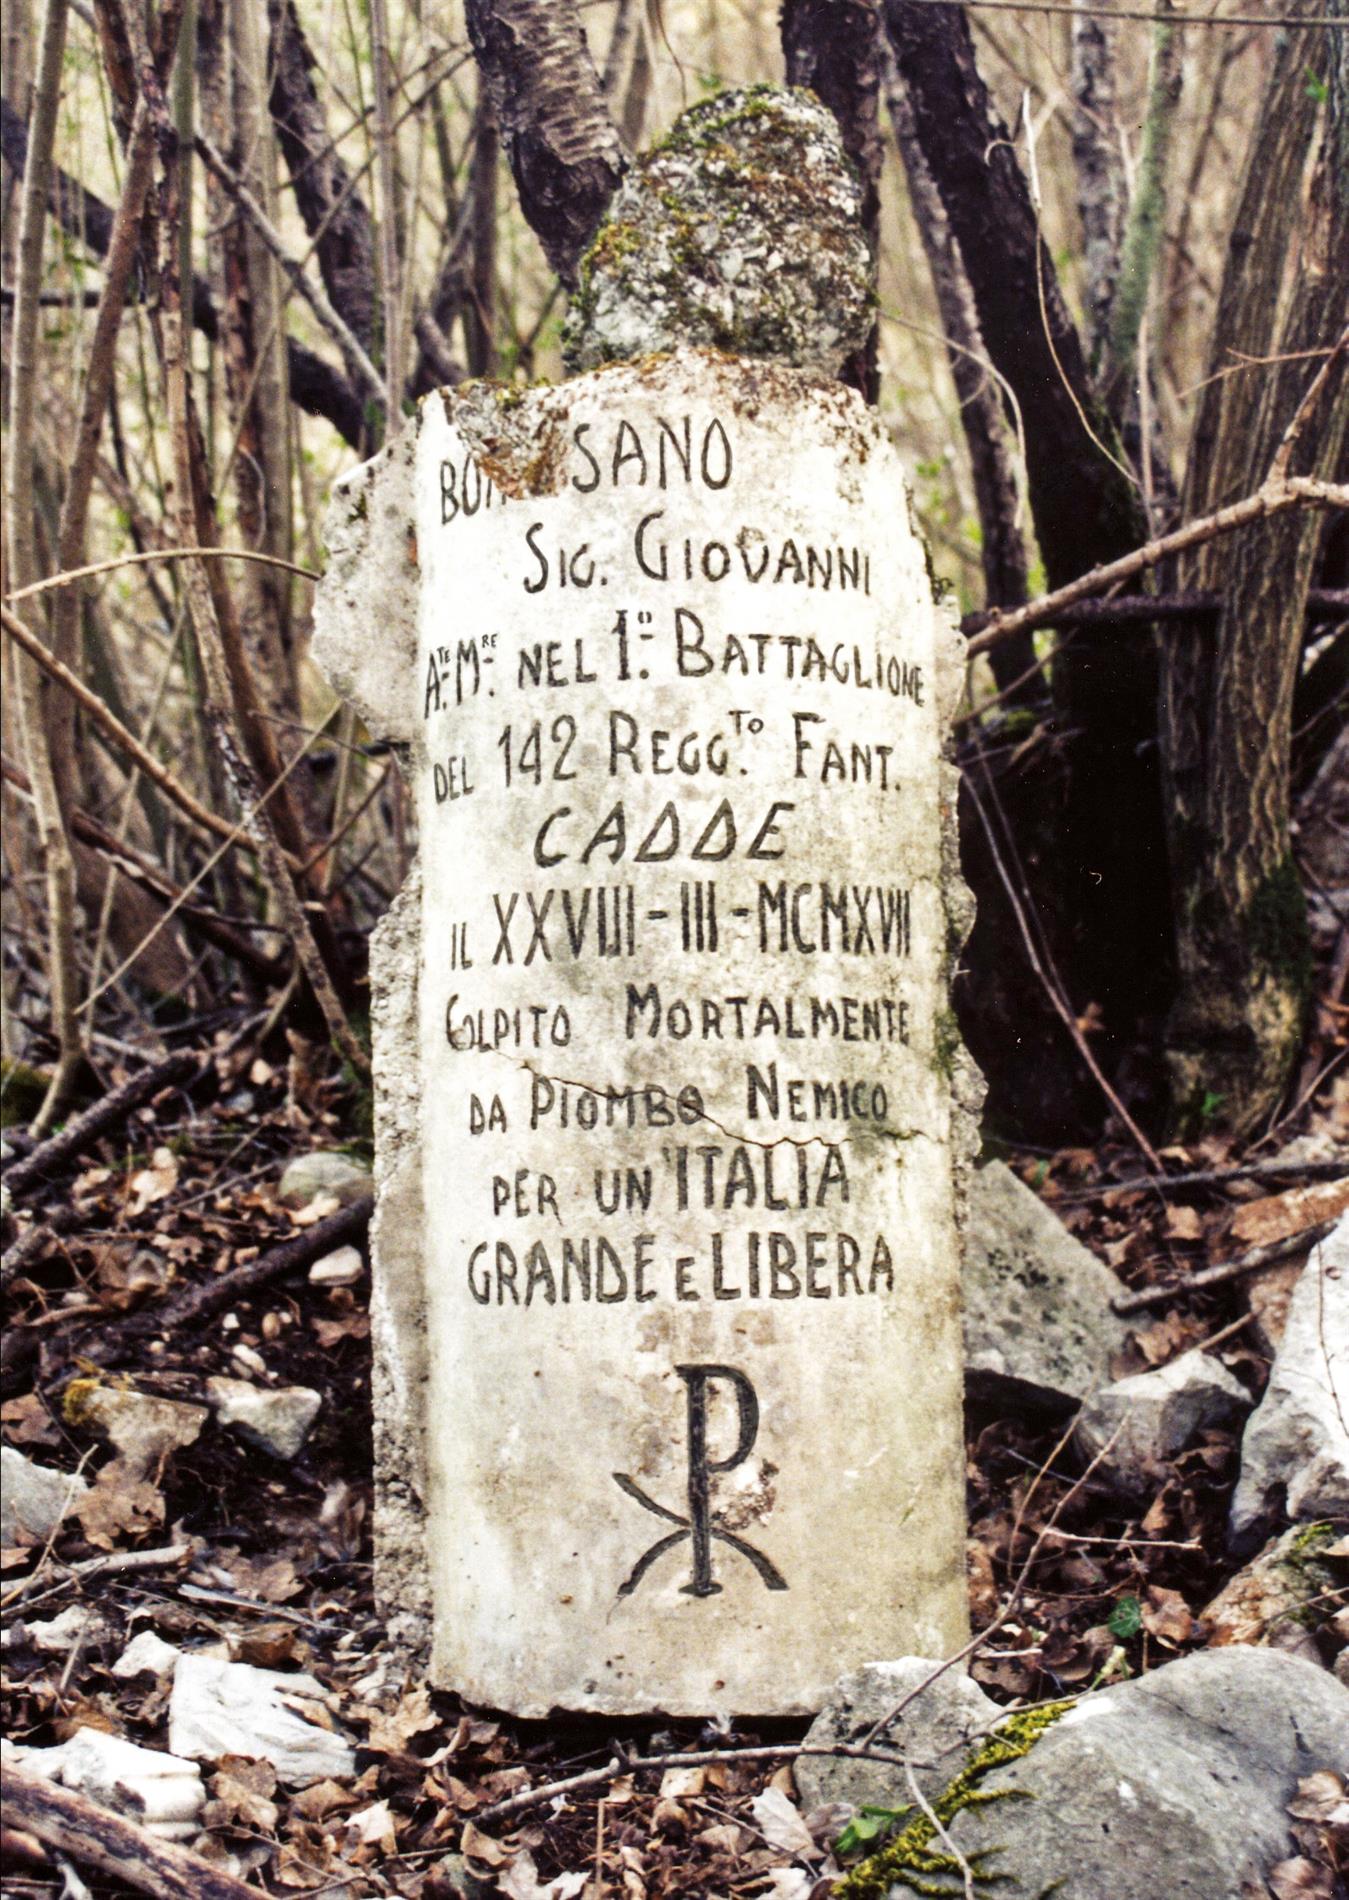 SANO
SIG. GIOVANNI
A.TE M.RE NEL 1.o BATTAGLIONE
DEL 142 REGG.TO FANT.
CADDE
IL XXVIII-III-MCMXVII
COLPITO MORTALMENTE
DA PIOMBO NEMICO
PER UN'ITALIA
GRANDE E LIBERA